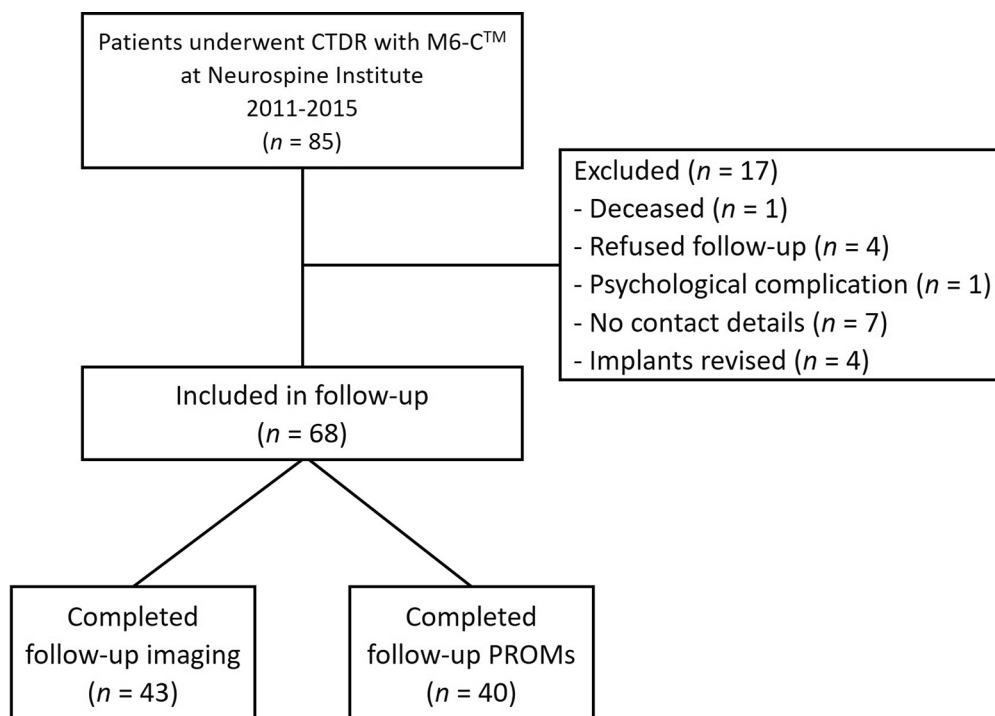 Patients underwent CTDR with M6-C™
at Neurospine Institute
2011-2015
(n = 85)
Excluded (n = 17)
- Deceased (n = 1)
- Refused follow-up (n = 4)
- Psychological complication (n = 1)
- No contact details (n = 7)
- Implants revised (n = 4)
Included in follow-up
(n = 68)
Completed
follow-up imaging
(n = 43)
Completed
follow-up PROMs
(n = 40)